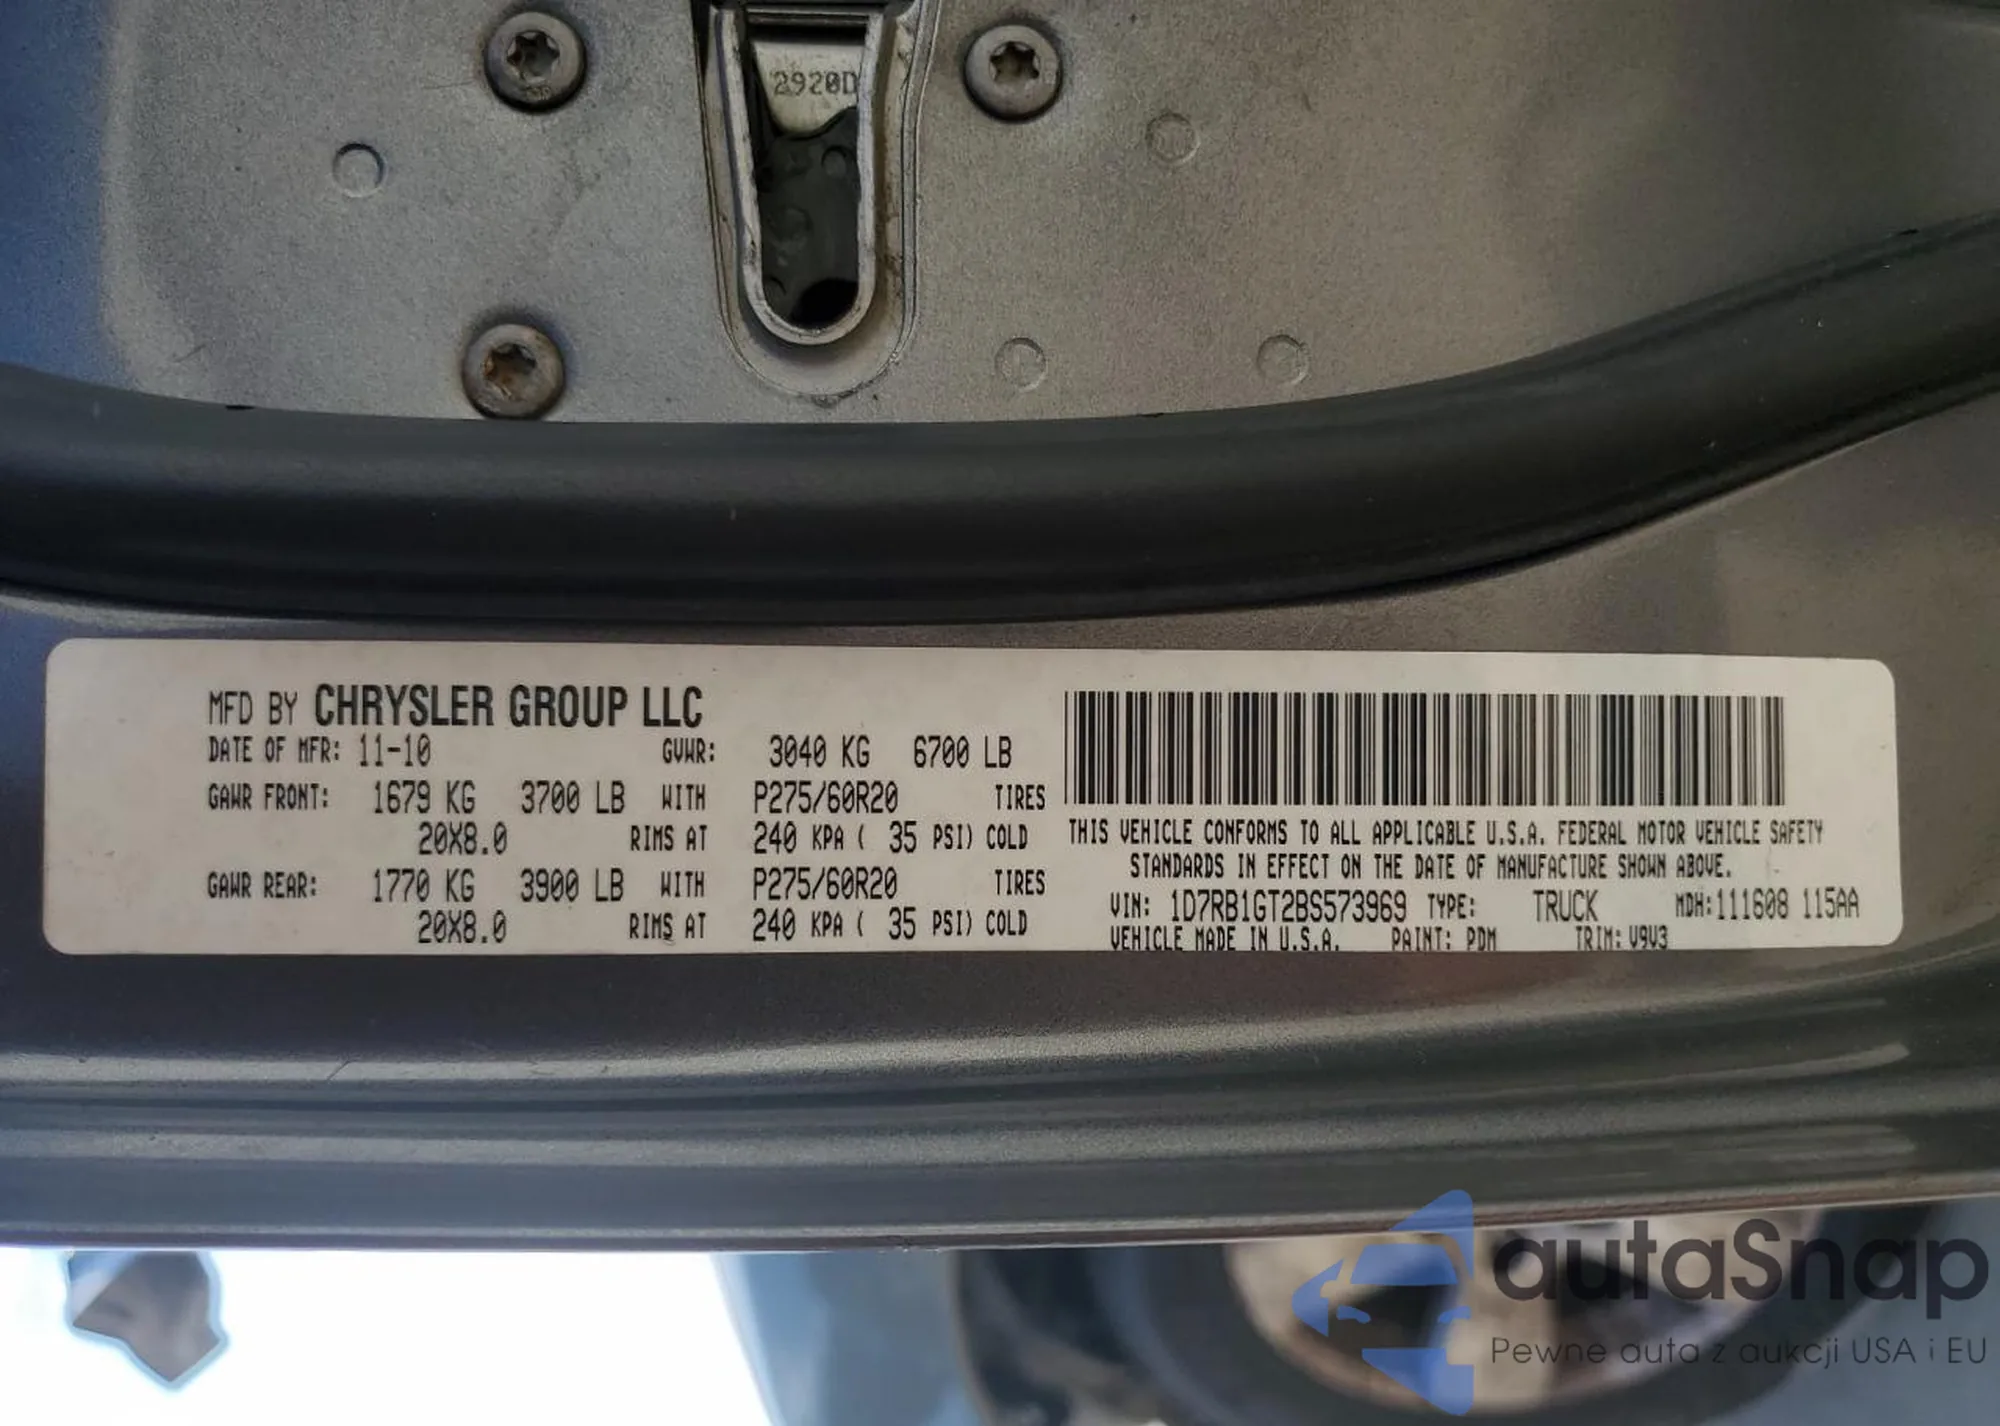 2920D
MFD BY CHRYSLER GROUP LLC
DATE OF MFR: 11-10 GVWR: 3040 KG 6700 LB
GAWR FRONT: 1679 KG 3700 LB WITH P275/60R20 TIRES
20X8.0 RIMS AT 240 KPA ( 35 PSI) COLD
GAWR REAR: 1770 KG 3900 LB WITH P275/60R20 TIRES
20X8.0 RIMS AT 240 KPA ( 35 PSI) COLD
THIS VEHICLE CONFORMS TO ALL APPLICABLE U.S.A. FEDERAL MOTOR VEHICLE SAFETY
STANDARDS IN EFFECT ON THE DATE OF MANUFACTURE SHOWN ABOVE.
VIN: 1D7RB1GT2BS573969 TYPE: TRUCK MDH:111608 115AA
VEHICLE MADE IN U.S.A. PAINT: PDM TRIM: V9V3
autaSnap
Pewne auta z aukcji USA i EU